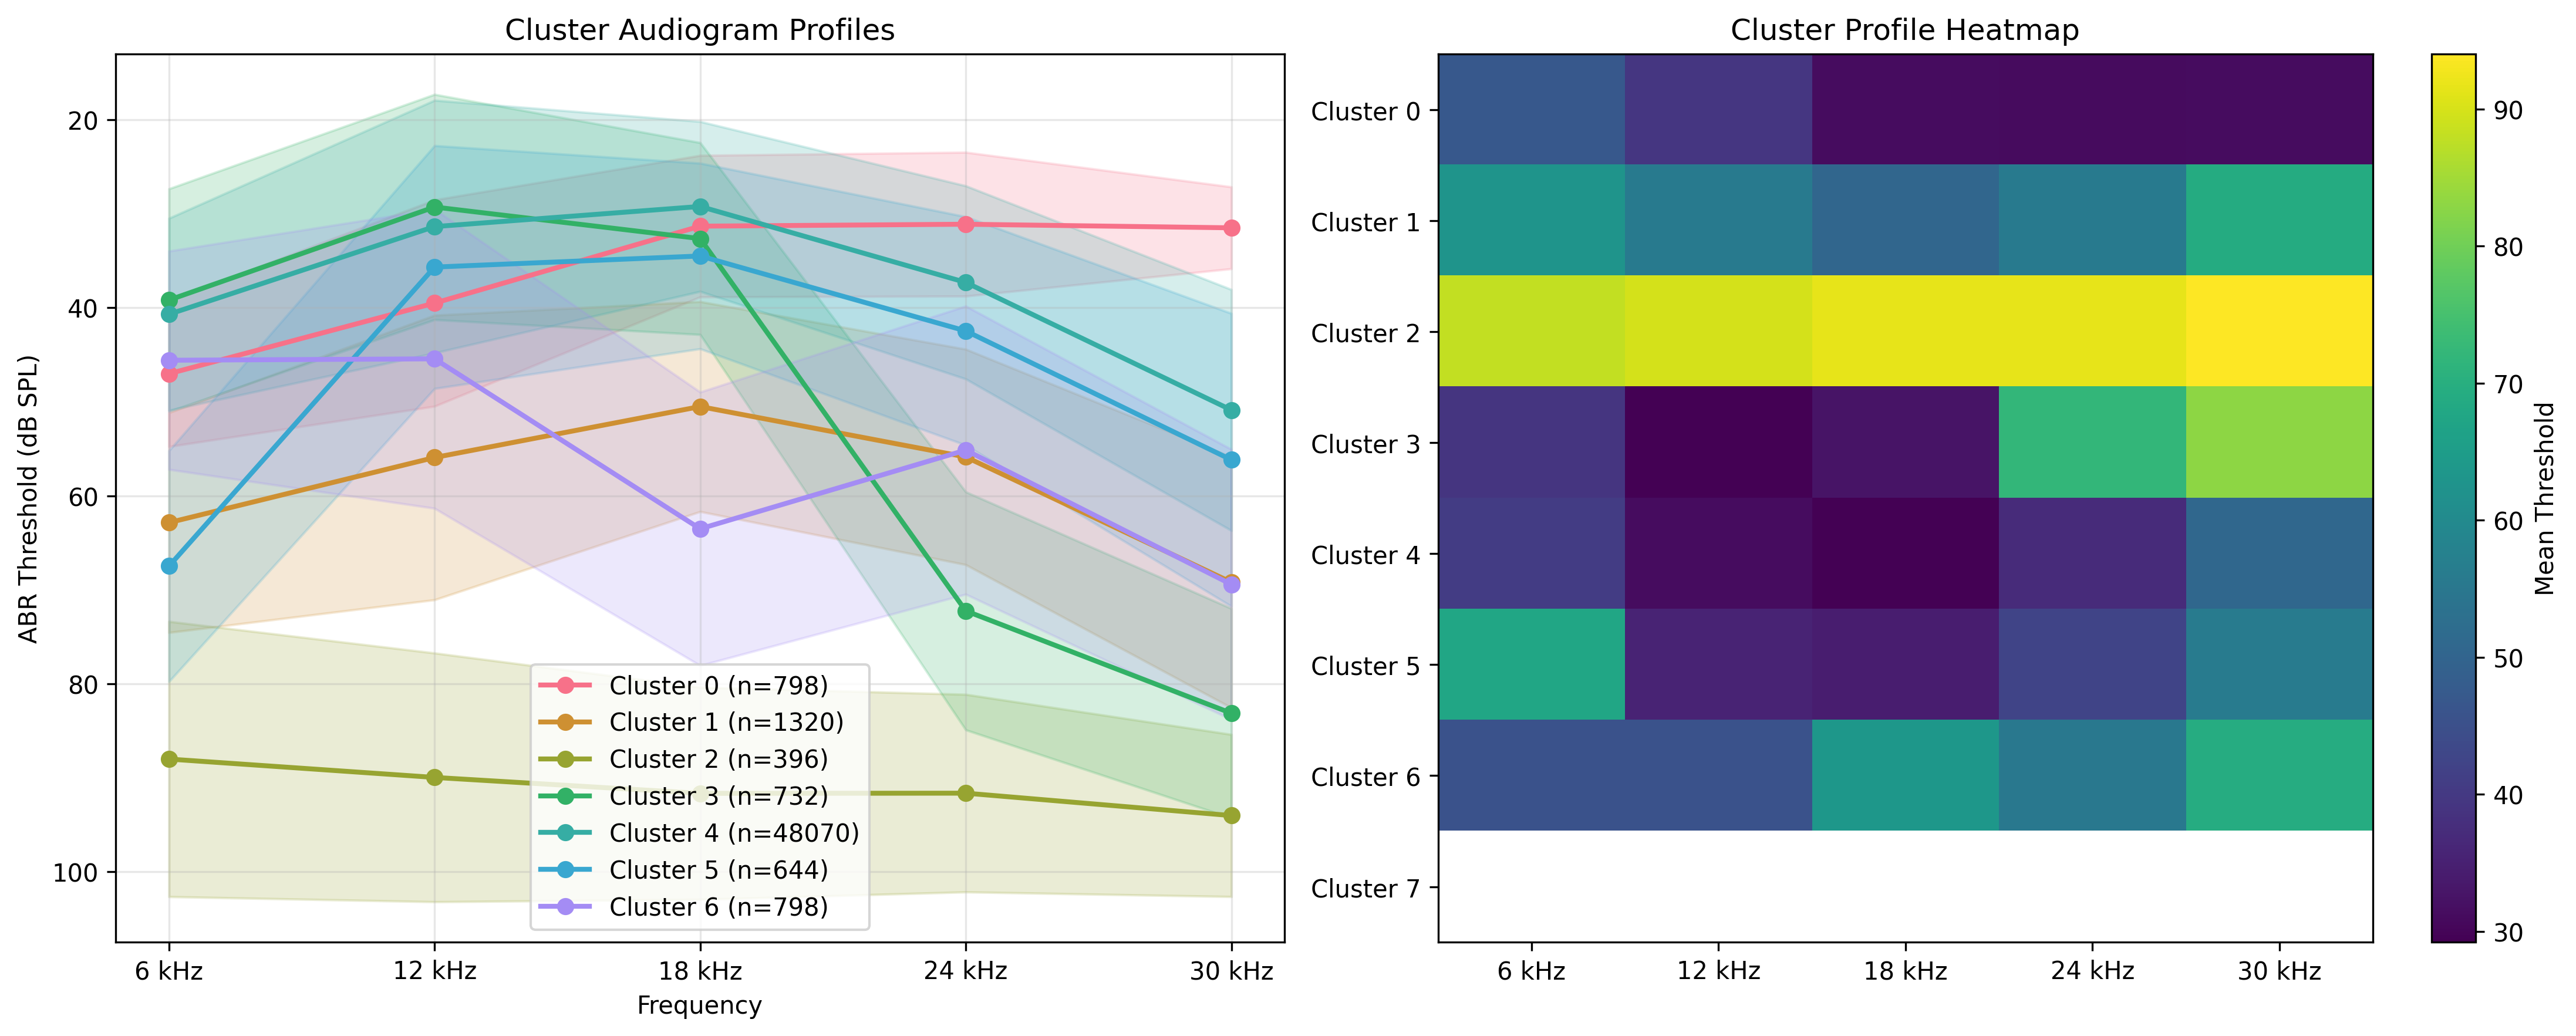 Cluster Audiogram Profiles
ABR Threshold (dB SPL)
20
40
60
80
100
Cluster 0 (n=798)
Cluster 1 (n=1320)
Cluster 2 (n=396)
Cluster 3 (n=732)
Cluster 4 (n=48070)
Cluster 5 (n=644)
Cluster 6 (n=798)
6 kHz 12 kHz 18 kHz 24 kHz 30 kHz
Frequency
Cluster Profile Heatmap
Cluster 0
Cluster 1
Cluster 2
Cluster 3
Cluster 4
Cluster 5
Cluster 6
Cluster 7
6 kHz 12 kHz 18 kHz 24 kHz 30 kHz
90
80
70
60
50
40
30
Mean Threshold